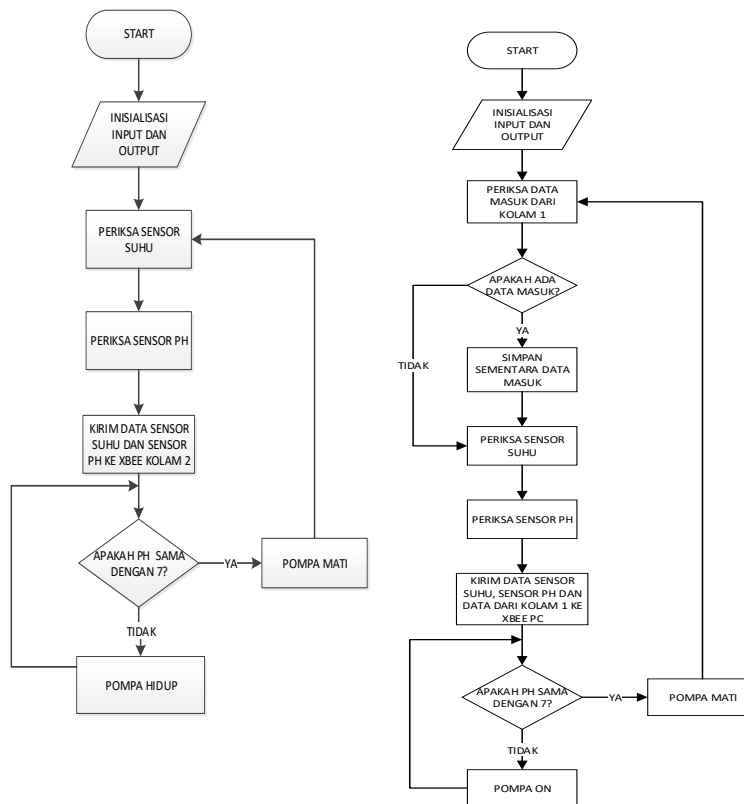 START
INISIALISASI
INPUT DAN
OUTPUT
PERIKSA SENSOR
SUHU
PERIKSA SENSOR PH
KIRIM DATA SENSOR
SUHU DAN SENSOR
PH KE XBEE KOLAM 2
APAKAH PH SAMA
DENGAN 7?
YA
POMPA MATI
TIDAK
POMPA HIDUP
START
INISIALISASI
INPUT DAN
OUTPUT
PERIKSA DATA
MASUK DARI
KOLAM 1
APAKAH ADA
DATA MASUK?
YA
TIDAK
SIMPAN
SEMENTARA DATA
MASUK
PERIKSA SENSOR
SUHU
PERIKSA SENSOR PH
KIRIM DATA SENSOR
SUHU, SENSOR PH DAN
DATA DARI KOLAM 1 KE
XBEE PC
APAKAH PH SAMA
DENGAN 7?
YA
POMPA MATI
TIDAK
POMPA ON